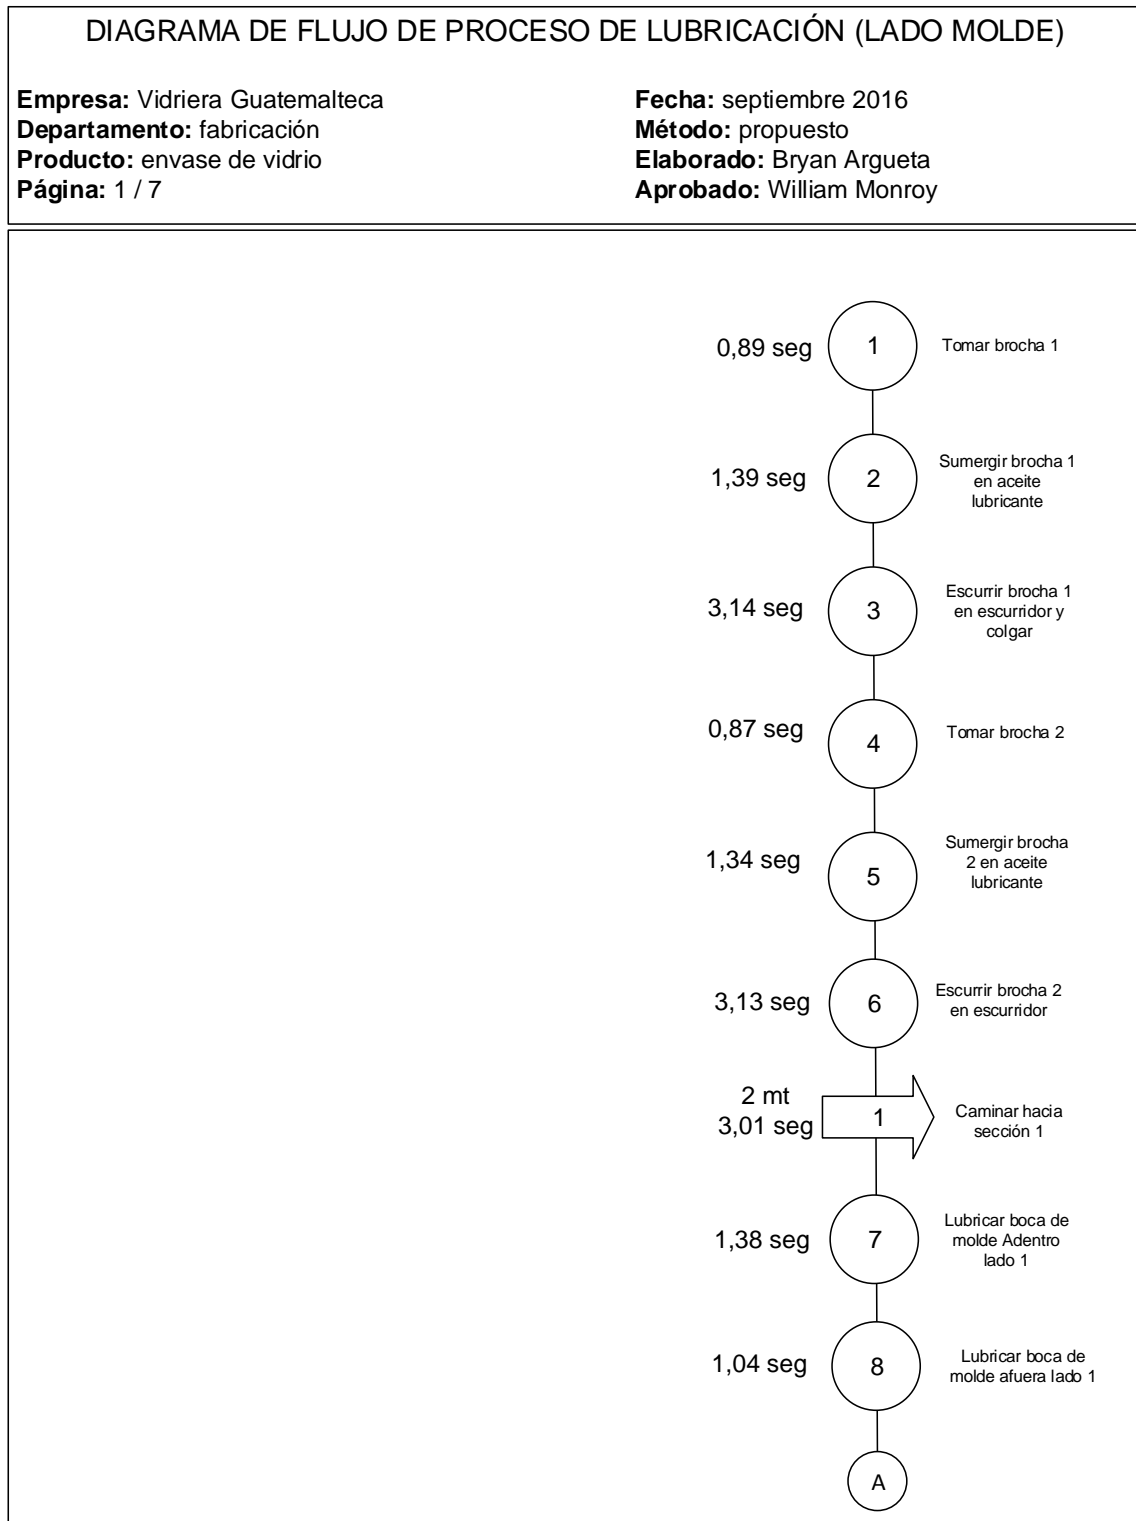 DIAGRAMA DE FLUJO DE PROCESO DE LUBRICACIÓN (LADO MOLDE)
Empresa: Vidriera Guatemalteca
Departamento: fabricación
Producto: envase de vidrio
Página: 1 / 7
Fecha: septiembre 2016
Método: propuesto
Elaborado: Bryan Argueta
Aprobado: William Monroy
0,89 seg
1
Tomar brocha 1
1,39 seg
2
Sumergir brocha 1
en aceite
lubricante
3,14 seg
3
Escurrir brocha 1
en escurridor y
colgar
0,87 seg
4
Tomar brocha 2
1,34 seg
5
Sumergir brocha
2 en aceite
lubricante
3,13 seg
6
Escurrir brocha 2
en escurridor
2 mt
3,01 seg
1
Caminar hacia
sección 1
1,38 seg
7
Lubricar boca de
molde Adentro
lado 1
1,04 seg
8
Lubricar boca de
molde afuera lado 1
A